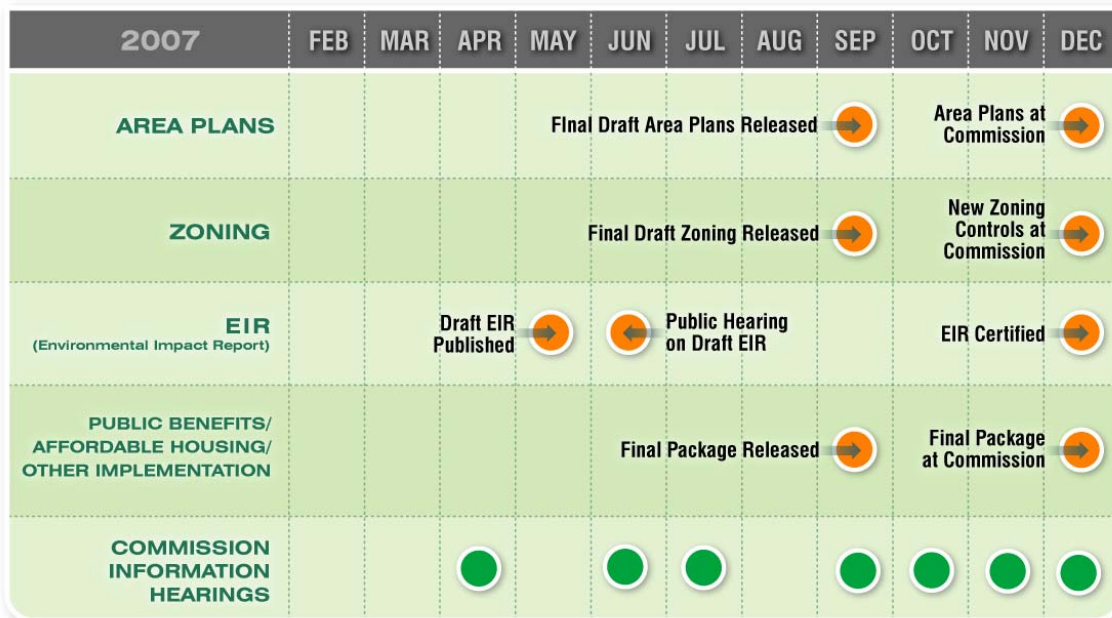 2007 FEB MAR APR MAY JUN JUL AUG SEP OCT NOV DEC
AREA PLANS
FInal Draft Area Plans Released
Area Plans at
Commission
ZONING
Final Draft Zoning Released
New Zoning
Controls at
Commission
EIR
(Environmental Impact Report)
Draft EIR
Published
Public Hearing
on Draft EIR
EIR Certified
PUBLIC BENEFITS/
AFFORDABLE HOUSING/
OTHER IMPLEMENTATION
Final Package Released
Final Package
at Commission
COMMISSION
INFORMATION
HEARINGS